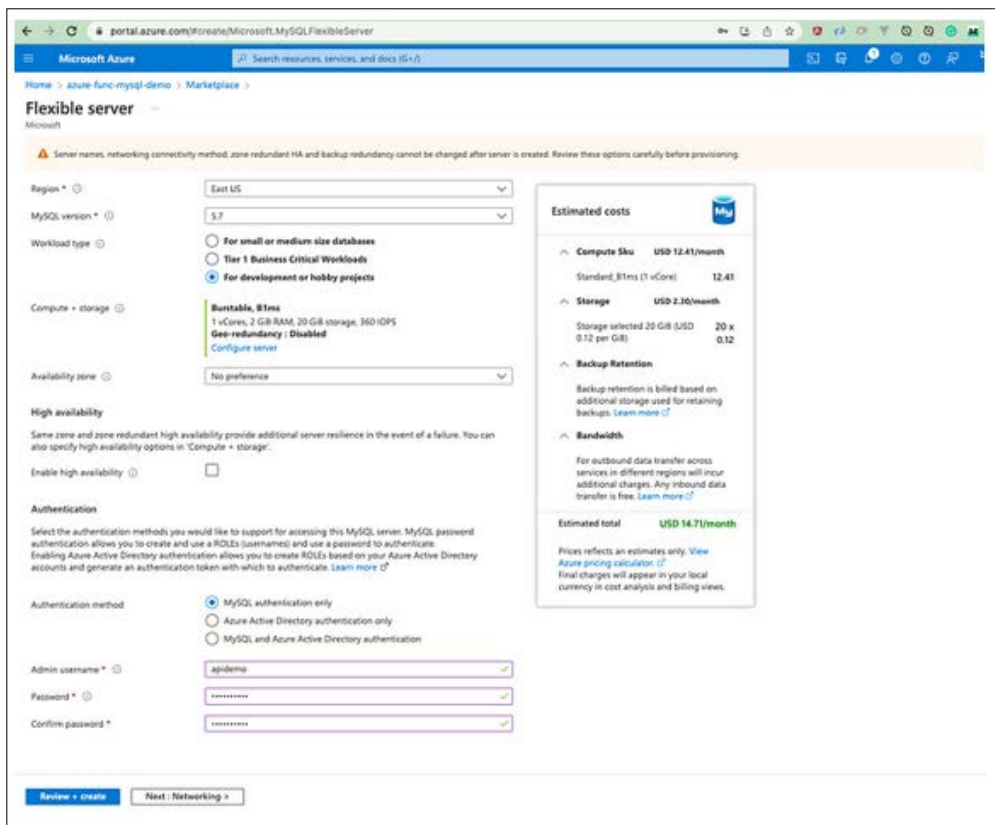 portal.azure.com/#create/Microsoft.MySQLFlexibleServer
Microsoft Azure
Search resources, services, and docs (G+/)
1
Home > azure-func-mysql-demo > Marketplace >
Flexible server ...
Microsoft
Server names, networking connectivity method, zone redundant HA and backup redundancy cannot be changed after server is created. Review these options carefully before provisioning.
Region *
East US
MySQL version *
5.7
Workload type
For small or medium size databases
Tier 1 Business Critical Workloads
For development or hobby projects
Compute + storage
Burstable, B1ms
1 vCores, 2 GiB RAM, 20 GiB storage, 360 IOPS
Geo-redundancy : Disabled
Configure server
Availability zone
No preference
High availability
Same zone and zone redundant high availability provide additional server resilience in the event of a failure. You can
also specify high availability options in 'Compute + storage'.
Enable high availability
Authentication
Select the authentication methods you would like to support for accessing this MySQL server. MySQL password
authentication allows you to create and use a ROLEs (usernames) and use a password to authenticate.
Enabling Azure Active Directory authentication allows you to create ROLEs based on your Azure Active Directory
accounts and generate an authentication token with which to authenticate. Learn more
Authentication method
MySQL authentication only
Azure Active Directory authentication only
MySQL and Azure Active Directory authentication
Admin username *
apidemo
Password *
•••••••••••
Confirm password *
•••••••••••
Estimated costs
My
Compute Sku USD 12.41/month
Standard_B1ms (1 vCore) 12.41
Storage USD 2.30/month
Storage selected 20 GiB (USD 20 x
0.12 per GiB) 0.12
Backup Retention
Backup retention is billed based on
additional storage used for retaining
backups. Learn more
Bandwidth
For outbound data transfer across
services in different regions will incur
additional charges. Any inbound data
transfer is free. Learn more
Estimated total USD 14.71/month
Prices reflect​s an estimates only. View
Azure pricing calculator.
Final charges will appear in your local
currency in cost analysis and billing views.
Review + create
Next : Networking >